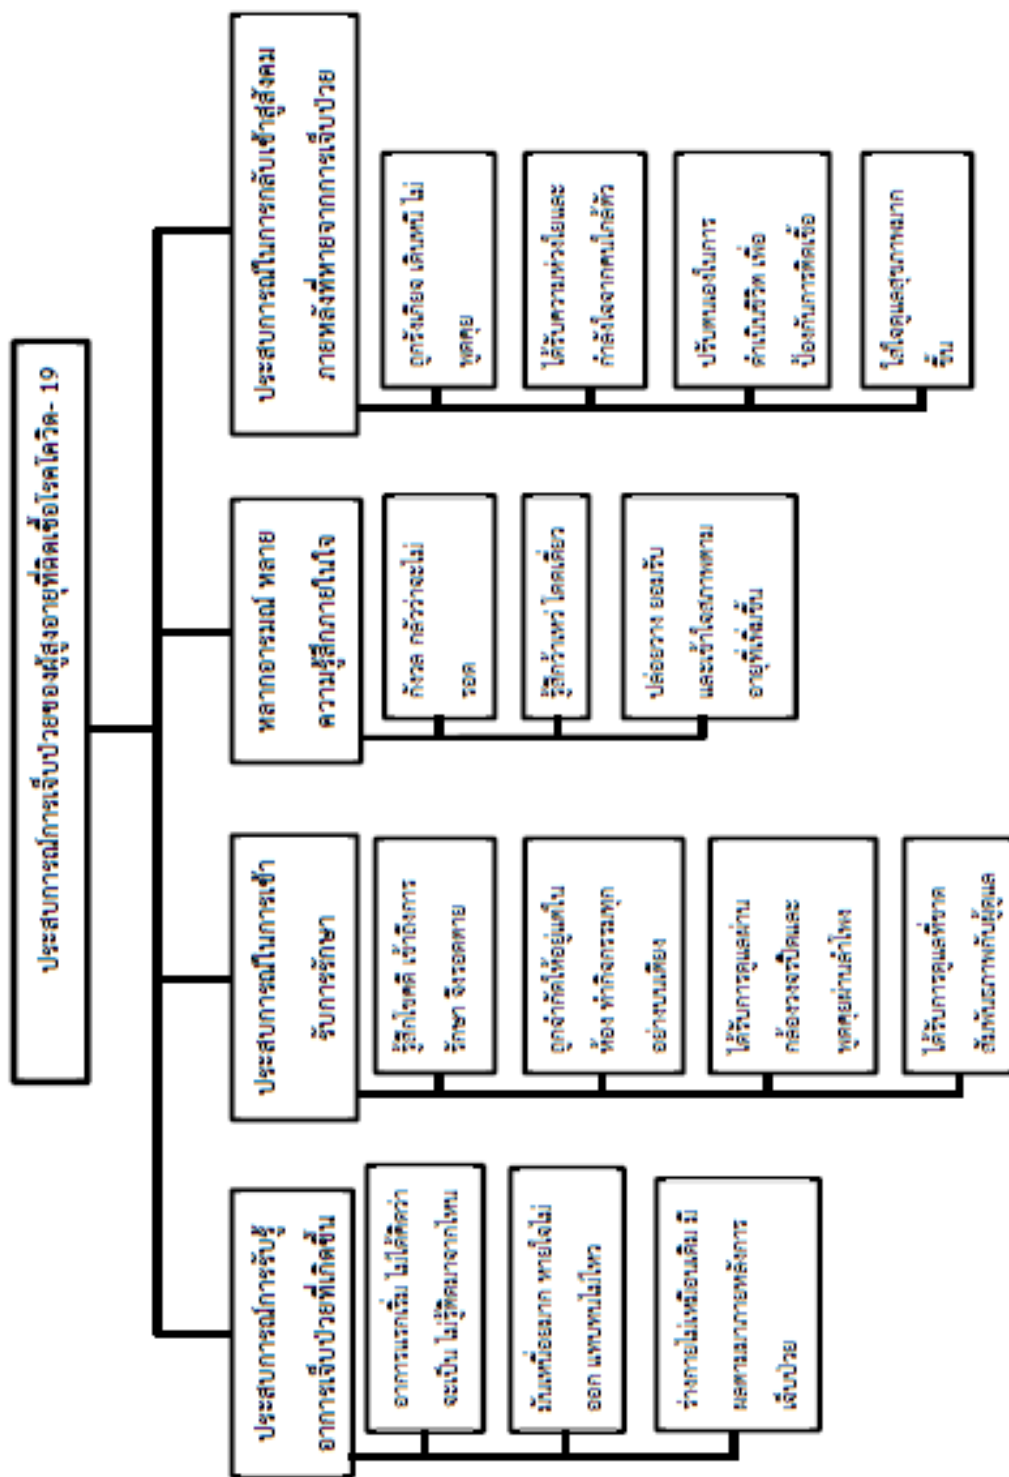 ประสบการณ์การเจ็บป่วยของผู้สูงอายุที่ติดเชื้อโรคโควิด- 19
ประสบการณ์การรับรู้
อาการเจ็บป่วยที่เกิดขึ้น
อาการแรกเริ่ม ไม่ได้คิดว่า
จะเป็น ไม่รู้ติดมาจากไหน
มันเหนื่อยมาก หายใจไม่
ออก แทบทนไม่ไหว
ร่างกายไม่เหมือนเดิม มี
ผลตามมาภายหลังการ
เจ็บป่วย
ประสบการณ์ในการเข้า
รับการรักษา
รู้สึกโชคดี เข้าถึงการ
รักษา จึงรอดตาย
ถูกจำกัดให้อยู่แต่ใน
ห้อง ทำกิจกรรมทุก
อย่างบนเตียง
ได้รับการดูแลผ่าน
กล้องวงจรปิดและ
พูดคุยผ่านลำโพง
ได้รับการดูแลที่ขาด
สัมพันธภาพกับผู้ดูแล
หลากอารมณ์ หลาย
ความรู้สึกภายในใจ
กังวล กลัวว่าจะไม่
รอด
รู้สึกว้าเหว่ โดดเดี่ยว
ปล่อยวาง ยอมรับ
และเข้าใจสภาพตาม
อายุที่เพิ่มขึ้น
ประสบการณ์ในการกลับเข้าสู่สังคม
ภายหลังที่หายจากการเจ็บป่วย
ถูกรังเกียจ เดินหนี ไม่
พูดคุย
ได้รับความห่วงใยและ
กำลังใจจากคนใกล้ตัว
ปรับตนเองในการ
ดำเนินชีวิต เพื่อ
ป้องกันการติดเชื้อ
ใส่ใจดูแลสุขภาพมาก
ขึ้น